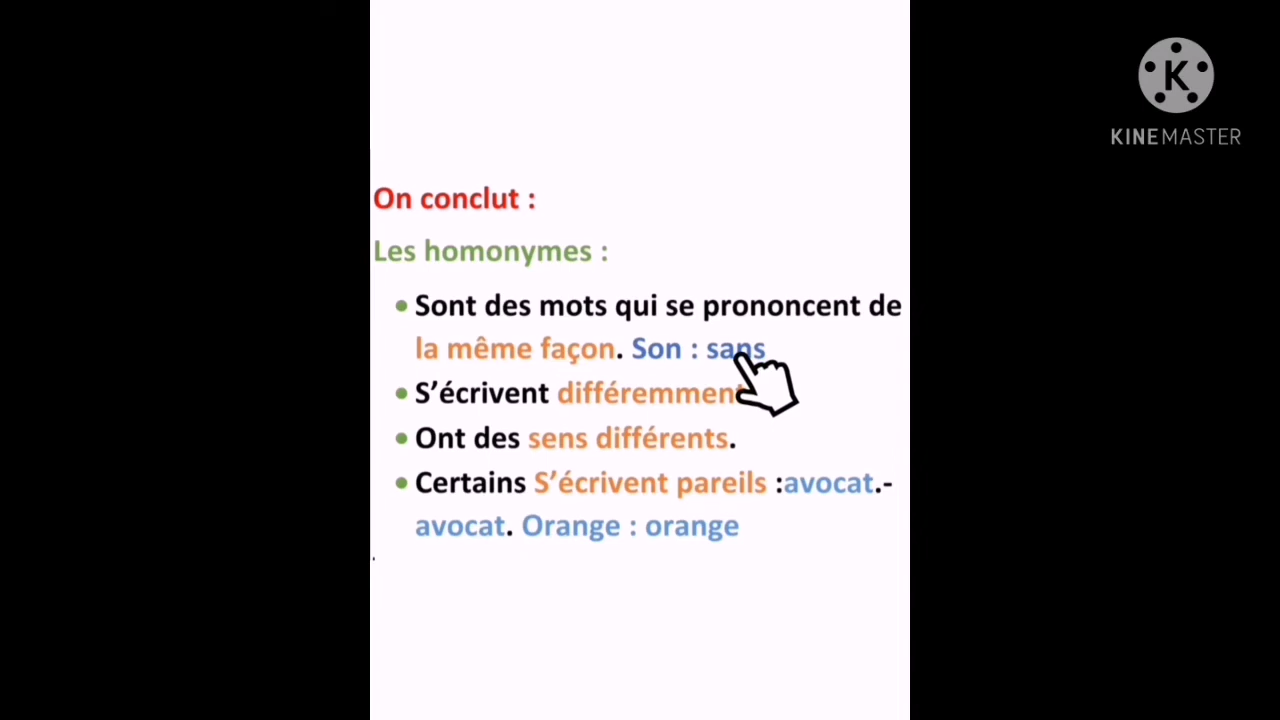 KINEMASTER
On conclut :
Les homonymes :
• Sont des mots qui se prononcent de
la même façon. Son : sans
• S’écrivent différemment
• Ont des sens différents.
• Certains S’écrivent pareils :avocat.-
avocat. Orange : orange
.